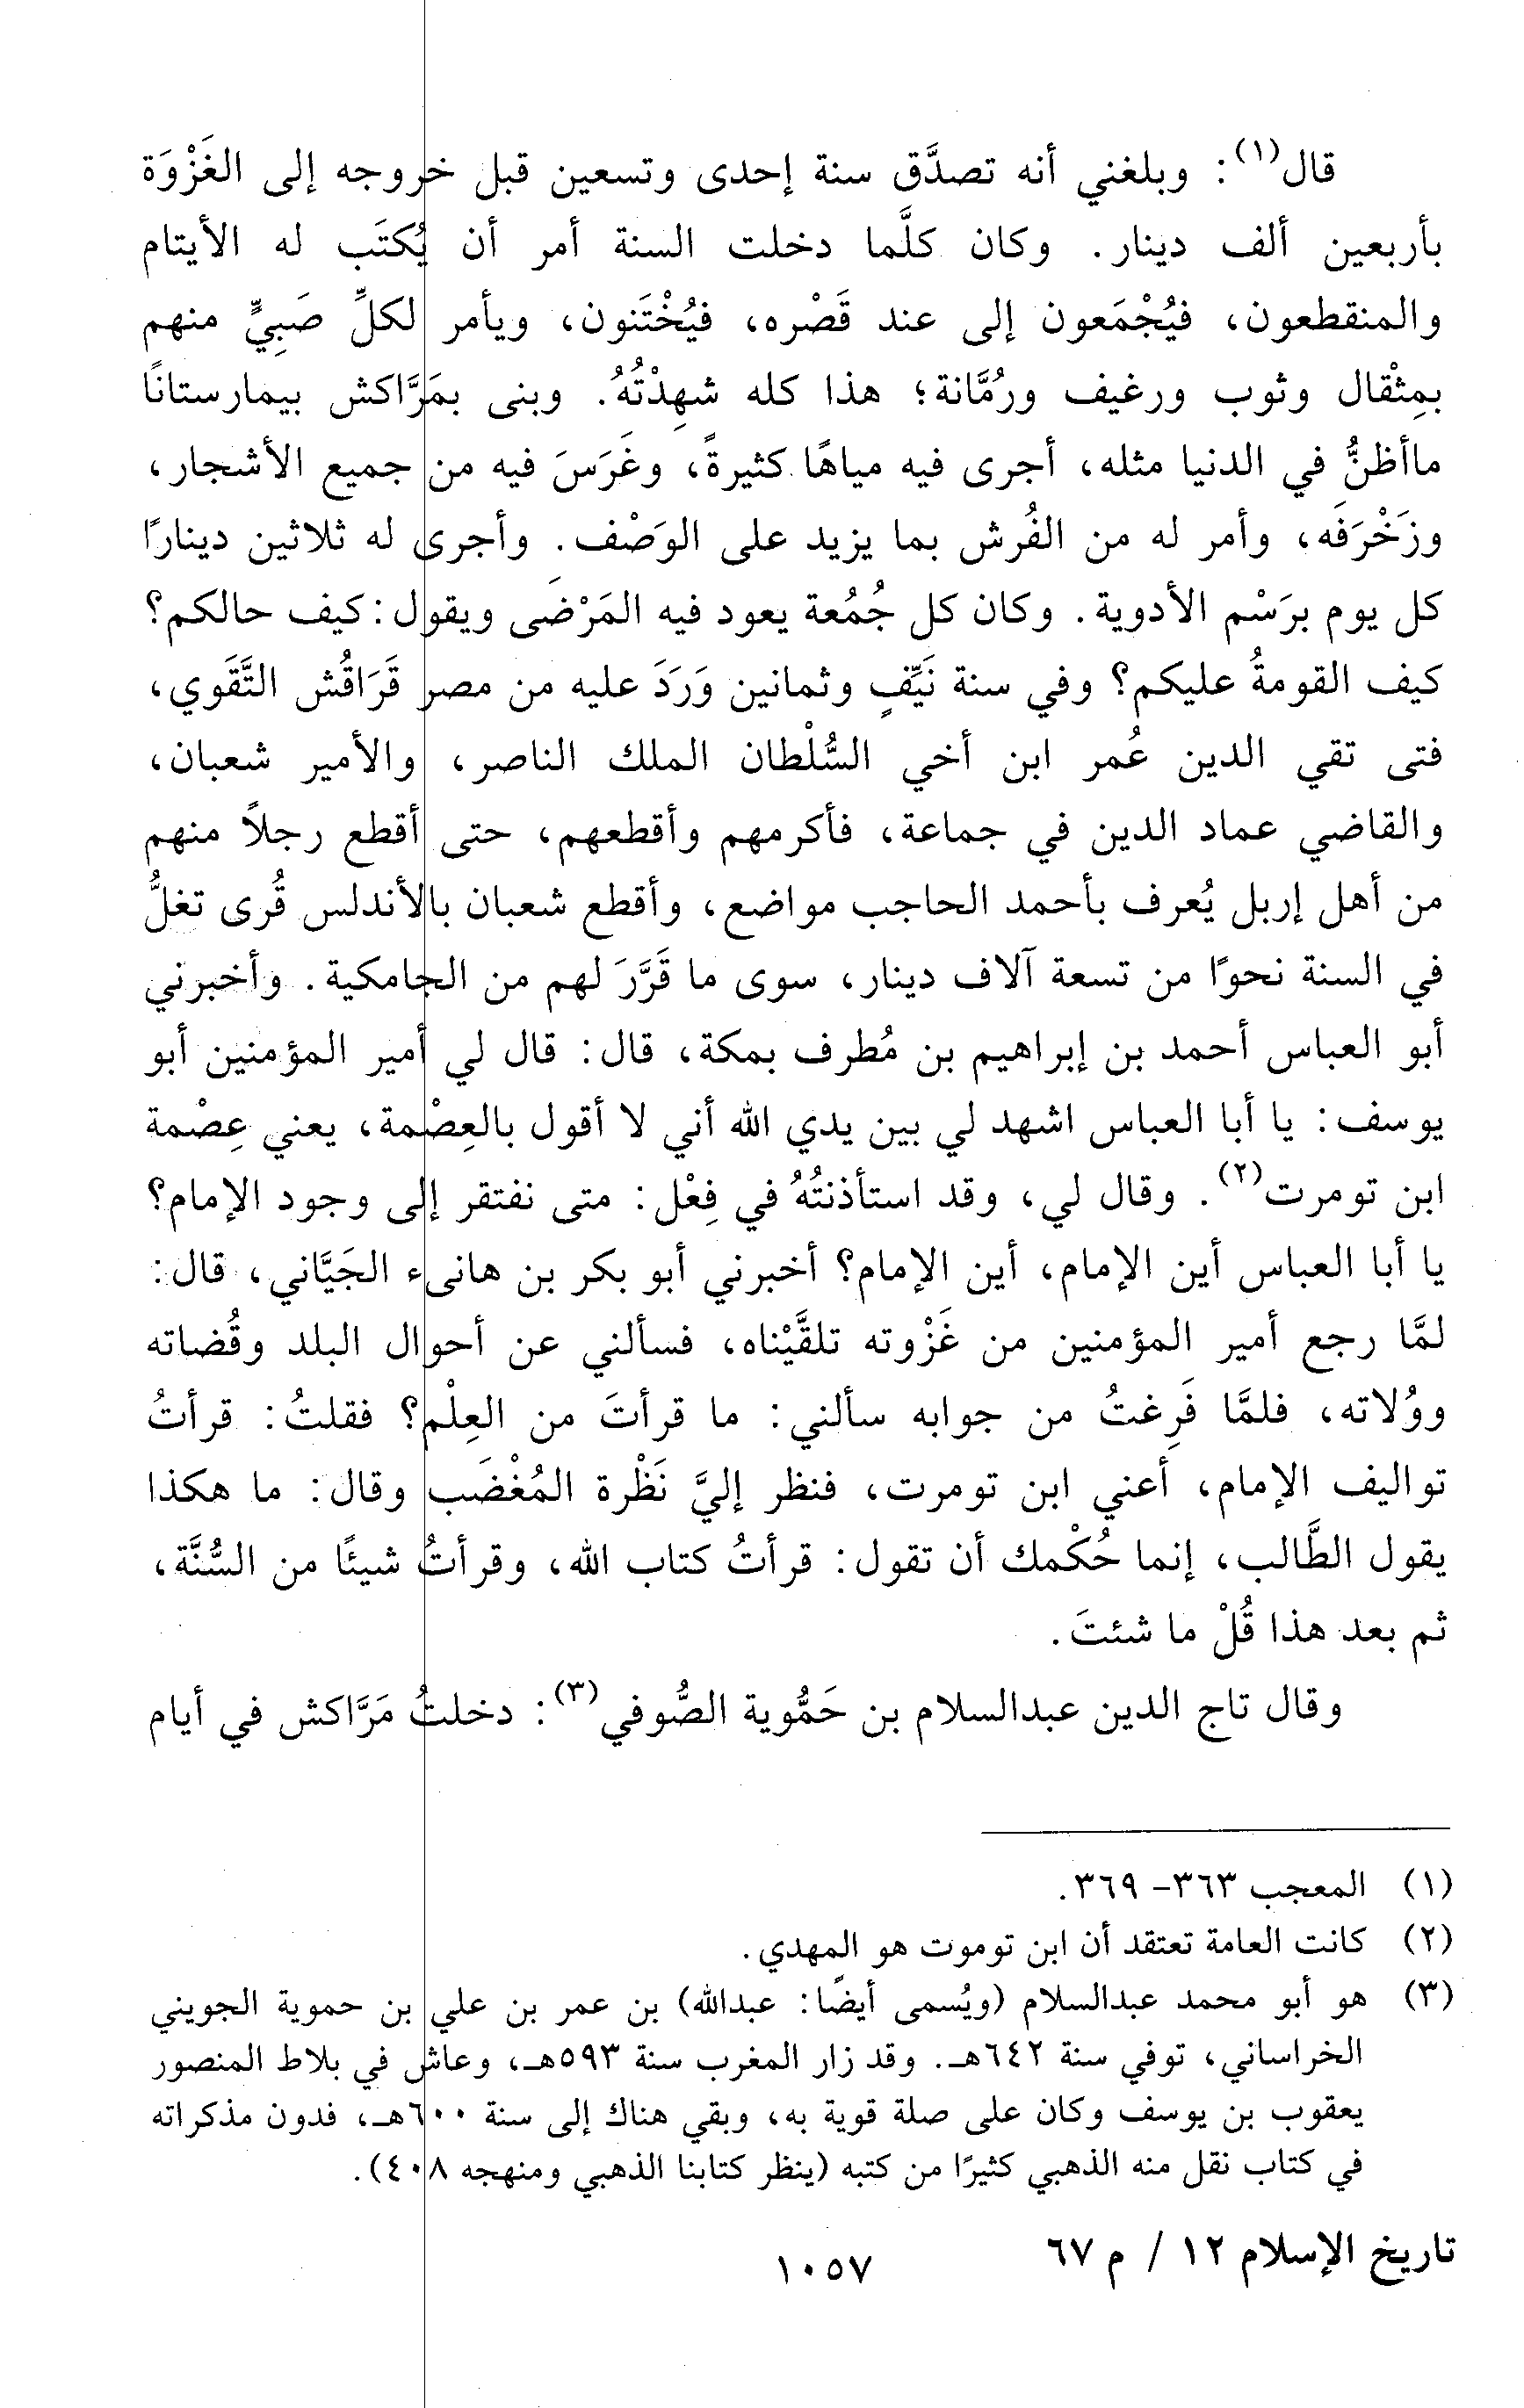 قال(١): وبلغني أنه تصدَّق سنة إحدى وتسعين قبل خروجه إلى الغَزْوَة
بأربعين ألف دينار. وكان كلَّما دخلت السنة أمر أن يُكتَب له الأيتام
والمنقطعون، فيُجْمَعون إلى عند قَصْره، فيُخْتَنون، ويأمر لكلِّ صَبِيٍّ منهم
بمِثْقال وثوب ورغيف ورُمَّانة؛ هذا كله شهِدْتُهُ. وبنى بمَرَّاكش بيمارستانًا
ماأظنُّ في الدنيا مثله، أجرى فيه مياهًا كثيرةً، وغَرَسَ فيه من جميع الأشجار،
وزَخْرَفَه، وأمر له من الفُرش بما يزيد على الوَصْف. وأجرى له ثلاثين دينارًا
كل يوم برَسْم الأدوية. وكان كل جُمُعة يعود فيه المَرْضَى ويقول: كيف حالكم؟
كيف القومةُ عليكم؟ وفي سنة نَيِّفٍ وثمانين وَرَدَ عليه من مصر قَرَاقُش التَّقَوي،
فتى تقي الدين عُمر ابن أخي السُّلْطان الملك الناصر، والأمير شعبان،
والقاضي عماد الدين في جماعة، فأكرمهم وأقطعهم، حتى أقطع رجلاً منهم
من أهل إربل يُعرف بأحمد الحاجب مواضع، وأقطع شعبان بالأندلس قُرى تغلُّ
في السنة نحوًا من تسعة آلاف دينار، سوى ما قَرَّرَ لهم من الجامكية. وأخبرني
أبو العباس أحمد بن إبراهيم بن مُطرف بمكة، قال: قال لي أمير المؤمنين أبو
يوسف: يا أبا العباس اشهد لي بين يدي الله أني لا أقول بالعِصْمة، يعني عِصْمة
ابن تومرت(٢). وقال لي، وقد استأذنتُهُ في فِعْل: متى نفتقر إلى وجود الإمام؟
يا أبا العباس أين الإمام، أين الإمام؟ أخبرني أبو بكر بن هانىء الجَيَّاني، قال:
لمَّا رجع أمير المؤمنين من غَزْوته تلقَّيْناه، فسألني عن أحوال البلد وقُضاته
ووُلاته، فلمَّا فَرِغتُ من جوابه سألني: ما قرأتَ من العِلْم؟ فقلتُ: قرأتُ
تواليف الإمام، أعني ابن تومرت، فنظر إليَّ نَظْرة المُغْضَب وقال: ما هكذا
يقول الطَّالب، إنما حُكْمك أن تقول: قرأتُ كتاب الله، وقرأتُ شيئًا من السُّنَّة،
ثم بعد هذا قُلْ ما شئتَ.
وقال تاج الدين عبدالسلام بن حَمُّوية الصُّوفي(٣): دخلتُ مَرَّاكش في أيام
(١) المعجب ٣٦٣- ٣٦٩.
(٢) كانت العامة تعتقد أن ابن توموت هو المهدي.
(٣) هو أبو محمد عبدالسلام (ويُسمى أيضًا: عبدالله) بن عمر بن علي بن حموية الجويني
الخراساني، توفي سنة ٦٤٢هـ. وقد زار المغرب سنة ٥٩٣هـ، وعاش في بلاط المنصور
يعقوب بن يوسف وكان على صلة قوية به، وبقي هناك إلى سنة ٦٠٠هـ، فدون مذكراته
في كتاب نقل منه الذهبي كثيرًا من كتبه (ينظر كتابنا الذهبي ومنهجه ٤٠٨).
تاريخ الإسلام ١٢ / م ٦٧
١٠٥٧